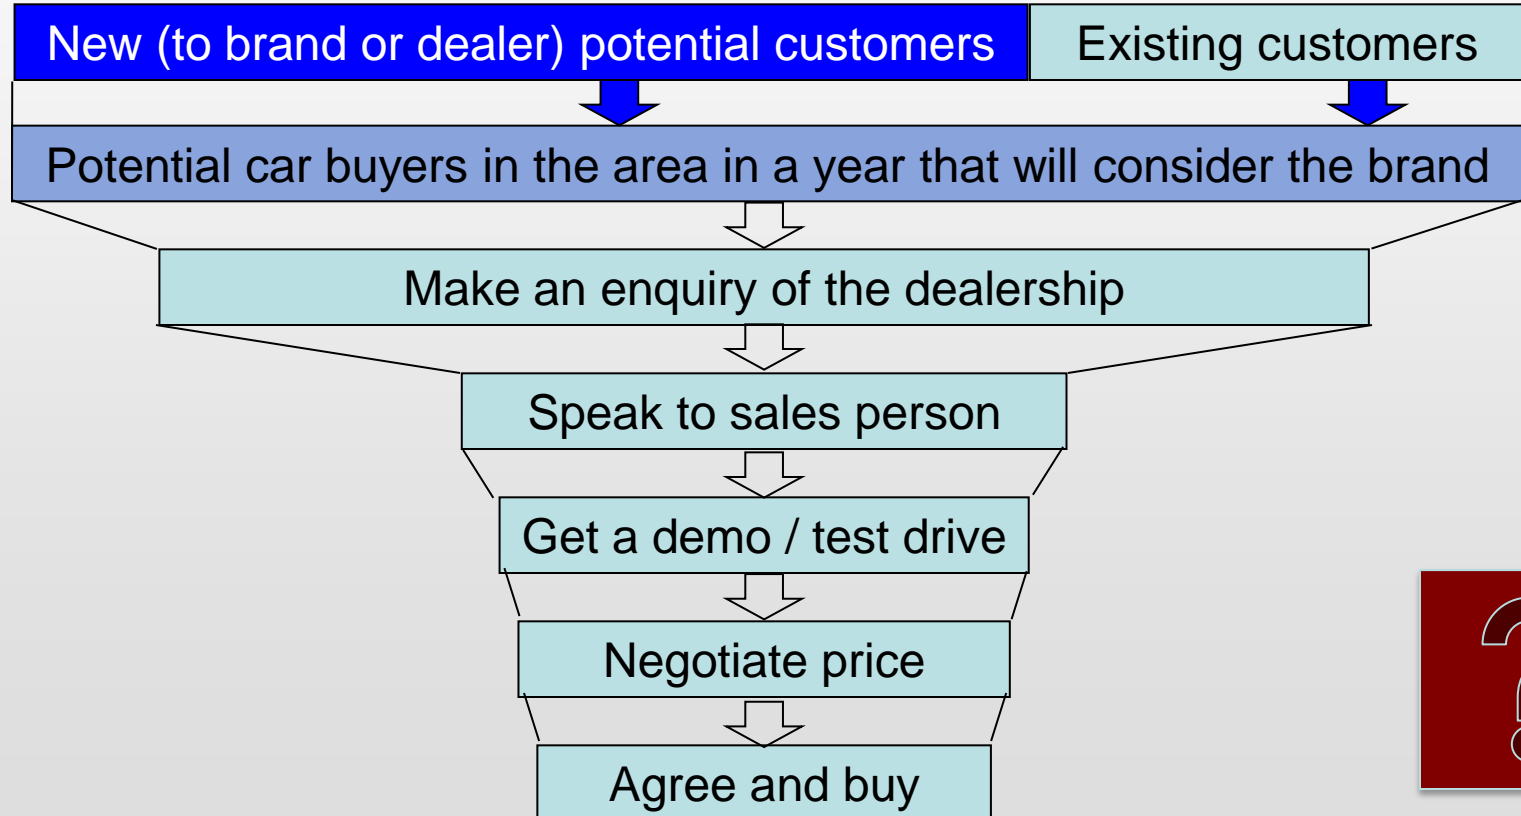 New (to brand or dealer) potential customers
Existing customers
Potential car buyers in the area in a year that will consider the brand
Make an enquiry of the dealership
Speak to sales person
Get a demo / test drive
Negotiate price
Agree and buy
?